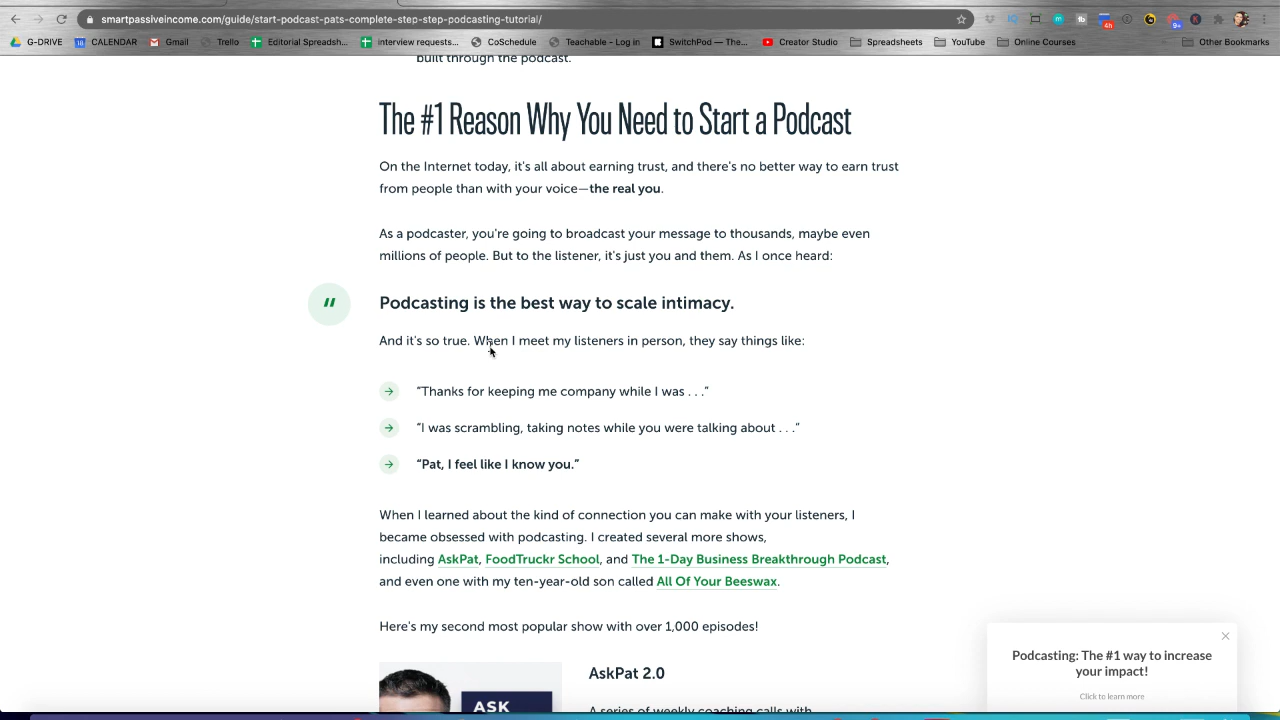 smartpassiveincome.com/guide/start-podcast-pats-complete-step-step-podcasting-tutorial/
G-DRIVE
CALENDAR
Gmail
Trello
Editorial Spreadsh...
interview requests...
CoSchedule
Teachable – Log in
SwitchPod — The...
Creator Studio
Spreadsheets
YouTube
Online Courses
Other Bookmarks
built through the podcast.
The #1 Reason Why You Need to Start a Podcast
On the Internet today, it's all about earning trust, and there's no better way to earn trust
from people than with your voice—the real you.
As a podcaster, you're going to broadcast your message to thousands, maybe even
millions of people. But to the listener, it's just you and them. As I once heard:
Podcasting is the best way to scale intimacy.
And it's so true. When I meet my listeners in person, they say things like:
“Thanks for keeping me company while I was . . .”
“I was scrambling, taking notes while you were talking about . . .”
“Pat, I feel like I know you.”
When I learned about the kind of connection you can make with your listeners, I
became obsessed with podcasting. I created several more shows,
including AskPat, FoodTruckr School, and The 1-Day Business Breakthrough Podcast,
and even one with my ten-year-old son called All Of Your Beeswax.
Here's my second most popular show with over 1,000 episodes!
ASK
AskPat 2.0
A series of weekly coaching calls with
Podcasting: The #1 way to increase
your impact!
Click to learn more